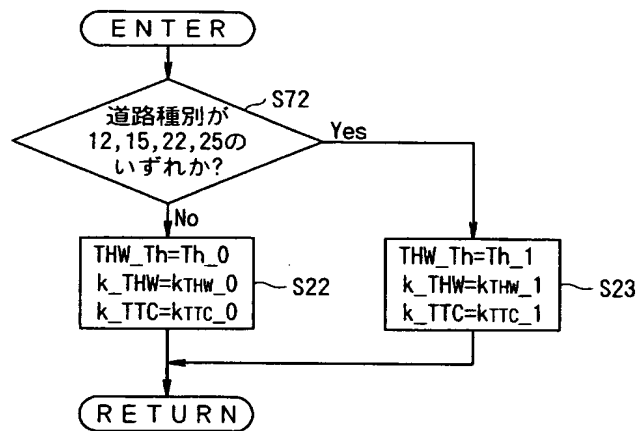 ENTER
S72
道路種別が
12,15,22,25の
いずれか?
Yes
No
THW_Th=Th_0
k_THW=kTHW_0
k_TTC=kTTC_0
S22
THW_Th=Th_1
k_THW=kTHW_1
k_TTC=kTTC_1
S23
RETURN